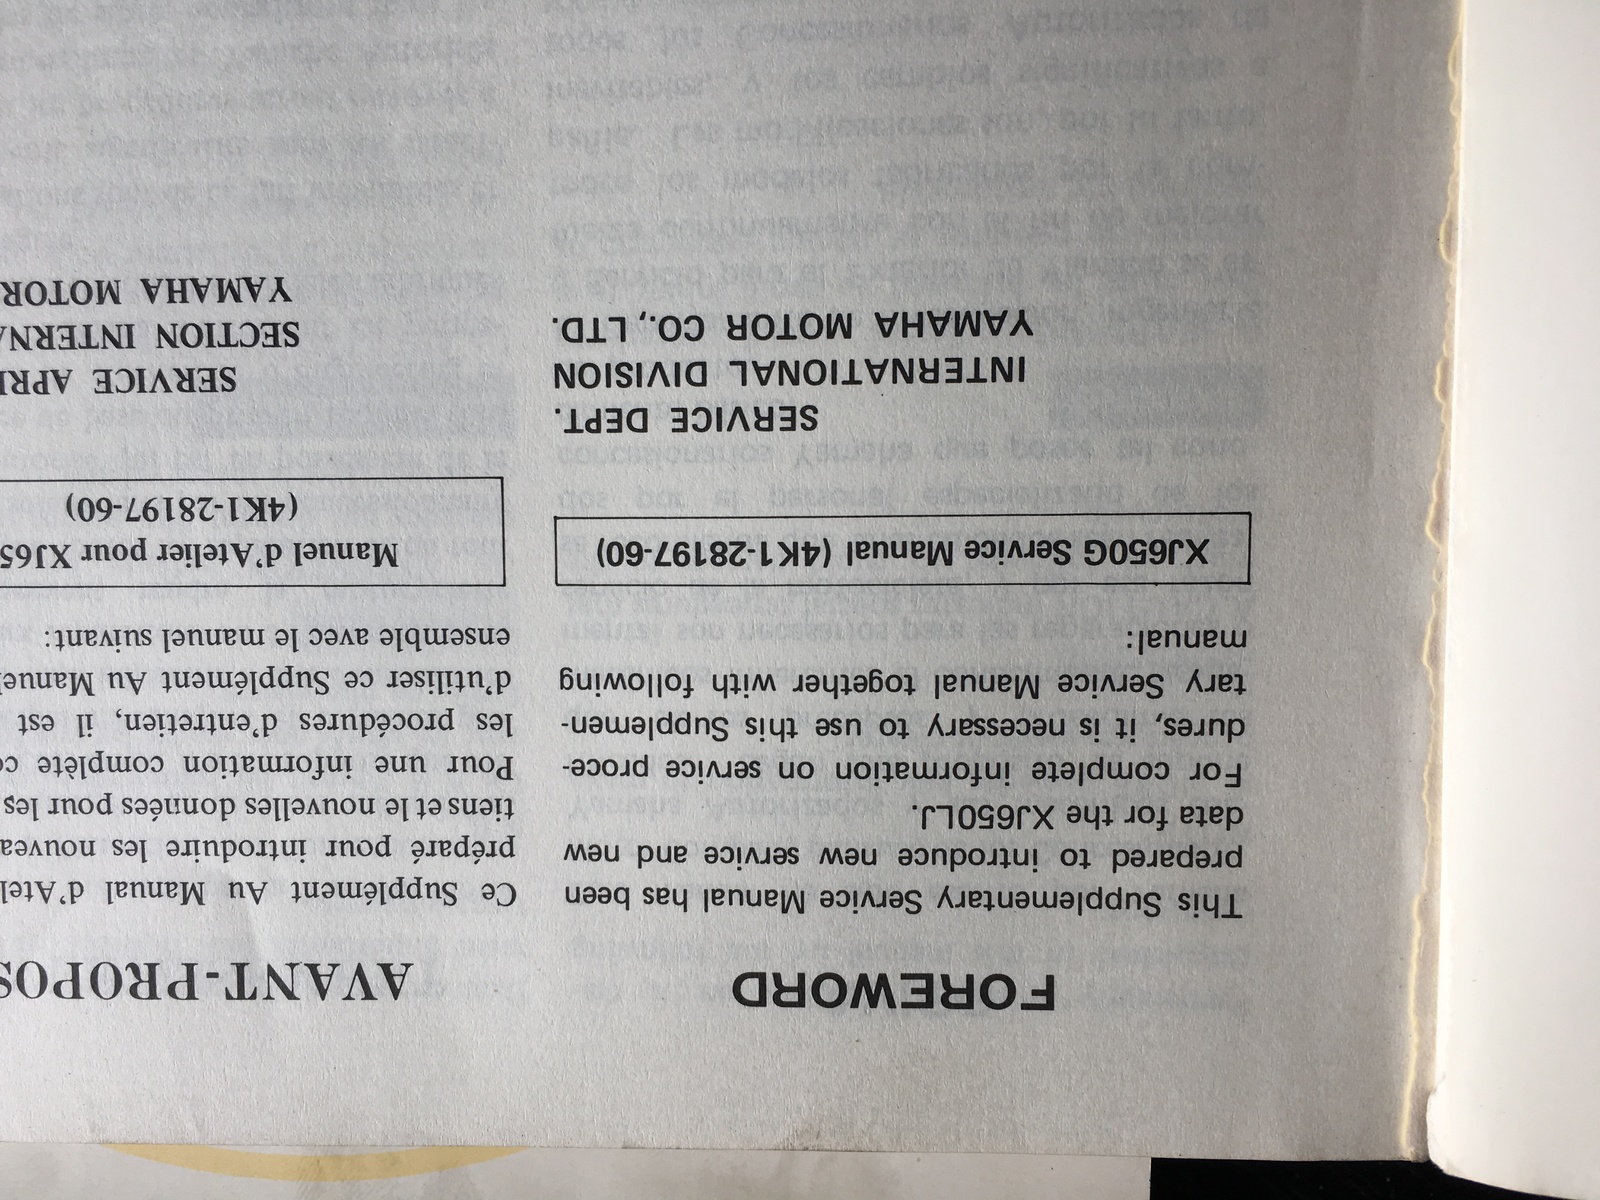 FOREWORD
This Supplementary Service Manual has been
prepared to introduce new service and new
data for the XJ650LJ.
For complete information on service proce-
dures, it is necessary to use this Supplemen-
tary Service Manual together with following
manual:
XJ650G Service Manual (4K1-28197-60)
SERVICE DEPT.
INTERNATIONAL DIVISION
YAMAHA MOTOR CO., LTD.
AVANT-PROPOS
Ce Supplément Au Manual d'Atel
préparé pour introduire les nouvea
tiens et le nouvelles données pour les
Pour une information complète co
les procédures d'entretien, il est
d'utiliser ce Supplément Au Manuel
ensemble avec le manuel suivant:
Manuel d'Atelier pour XJ65
(4K1-28197-60)
SERVICE APRE
SECTION INTERNA
YAMAHA MOTOR